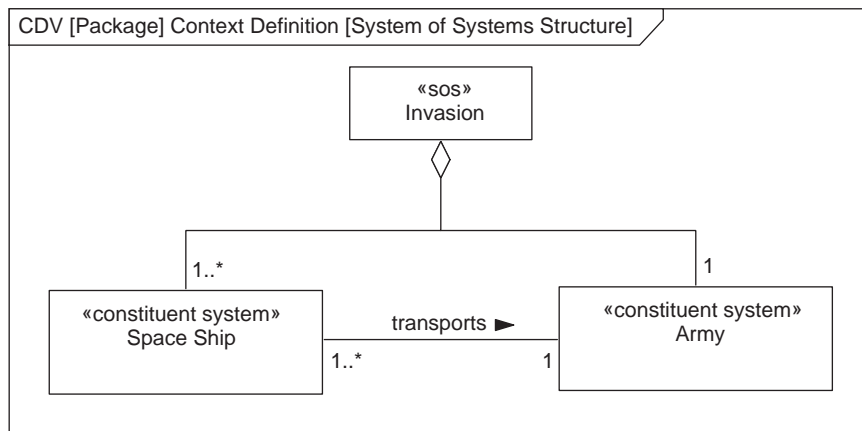 CDV [Package] Context Definition [System of Systems Structure]
«sos»
Invasion
1..*
1
«constituent system»
Space Ship
transports ►
«constituent system»
Army
1..*
1